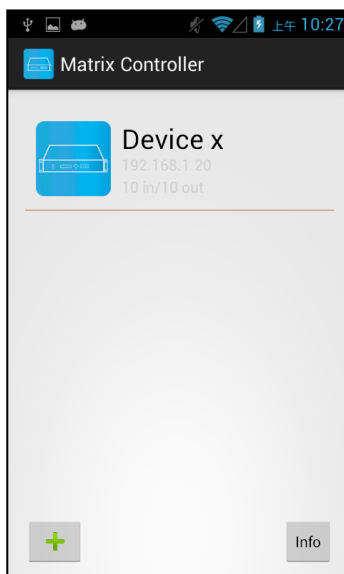 上午 10:27
Matrix Controller
Device x
192.168.1.20
10 in/10 out
Info